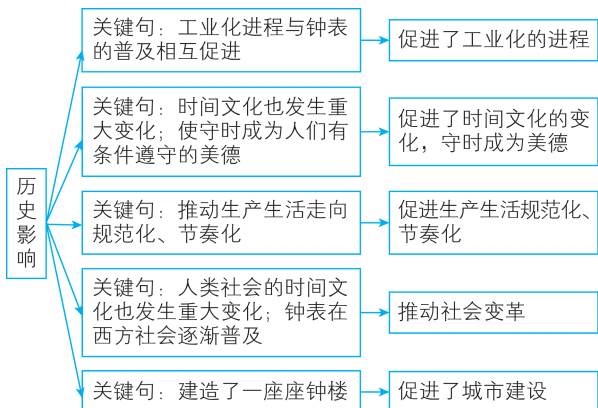 历
史
影
响
关键句：工业化进程与钟表
的普及相互促进
促进了工业化的进程
关键句：时间文化也发生重
大变化；使守时成为人们有
条件遵守的美德
促进了时间文化的变
化，守时成为美德
关键句：推动生产生活走向
规范化、节奏化
促进生产生活规范化、
节奏化
关键句：人类社会的时间文
化也发生重大变化；钟表在
西方社会逐渐普及
推动社会变革
关键句：建造了一座座钟楼
促进了城市建设